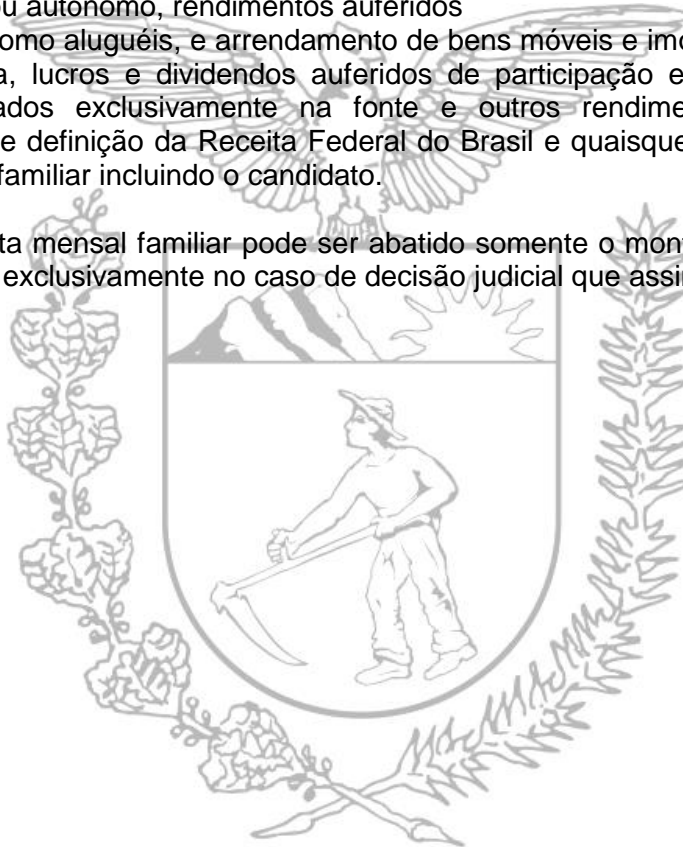 ou autônomo, rendimentos auferidos
omo aluguéis, e arrendamento de bens móveis e imó
a, lucros e dividendos auferidos de participação e
ados exclusivamente na fonte e outros rendime
e definição da Receita Federal do Brasil e quaisque
familiar incluindo o candidato.
ta mensal familiar pode ser abatido somente o mon
exclusivamente no caso de decisão judicial que assi